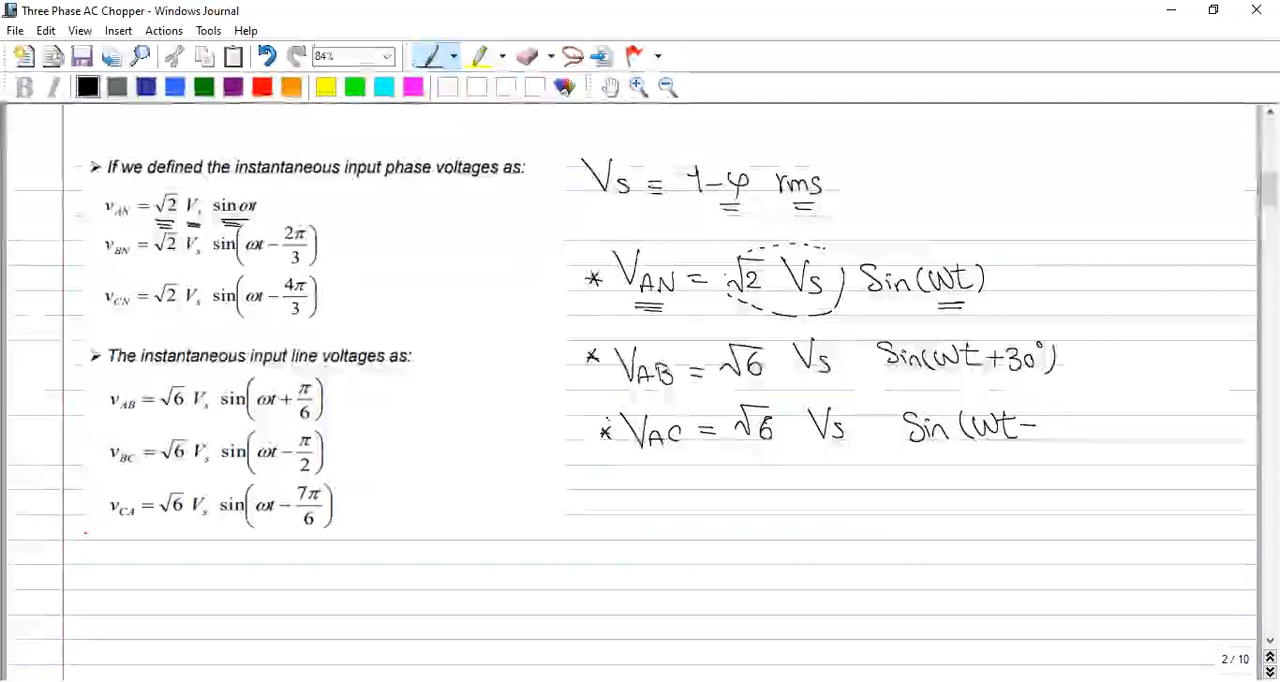 Three Phase AC Chopper - Windows Journal
File Edit View Insert Actions Tools Help
84%
B I
➤ If we defined the instantaneous input phase voltages as:
v_AN = √2 V_s sin ωt
v_BN = √2 V_s sin(ωt − 2π/3)
v_CN = √2 V_s sin(ωt − 4π/3)
➤ The instantaneous input line voltages as:
v_AB = √6 V_s sin(ωt + π/6)
v_BC = √6 V_s sin(ωt − π/2)
v_CA = √6 V_s sin(ωt − 7π/6)
Vs = 1-φ rms
* V_AN = √2 Vs) Sin(ωt)
* V_AB = √6 Vs Sin(ωt +30°)
* V_AC = √6 Vs Sin(ωt-
2 / 10